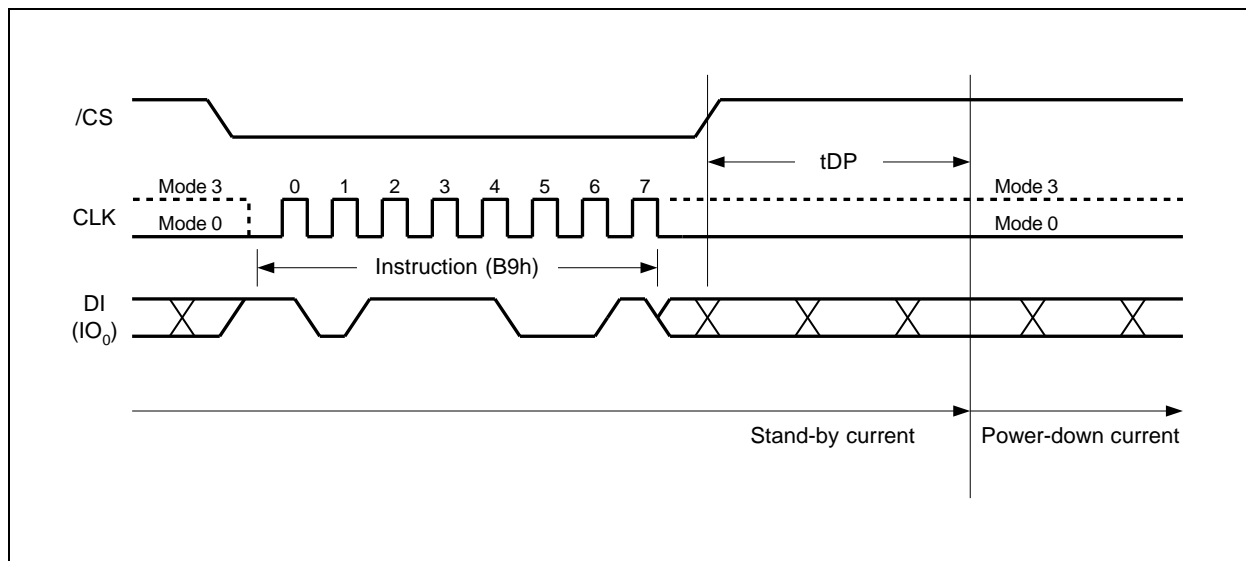 /CS
tDP
Mode 3 0 1 2 3 4 5 6 7 Mode 3
CLK
Mode 0 Mode 0
Instruction (B9h)
DI
(IO₀)
Stand-by current Power-down current